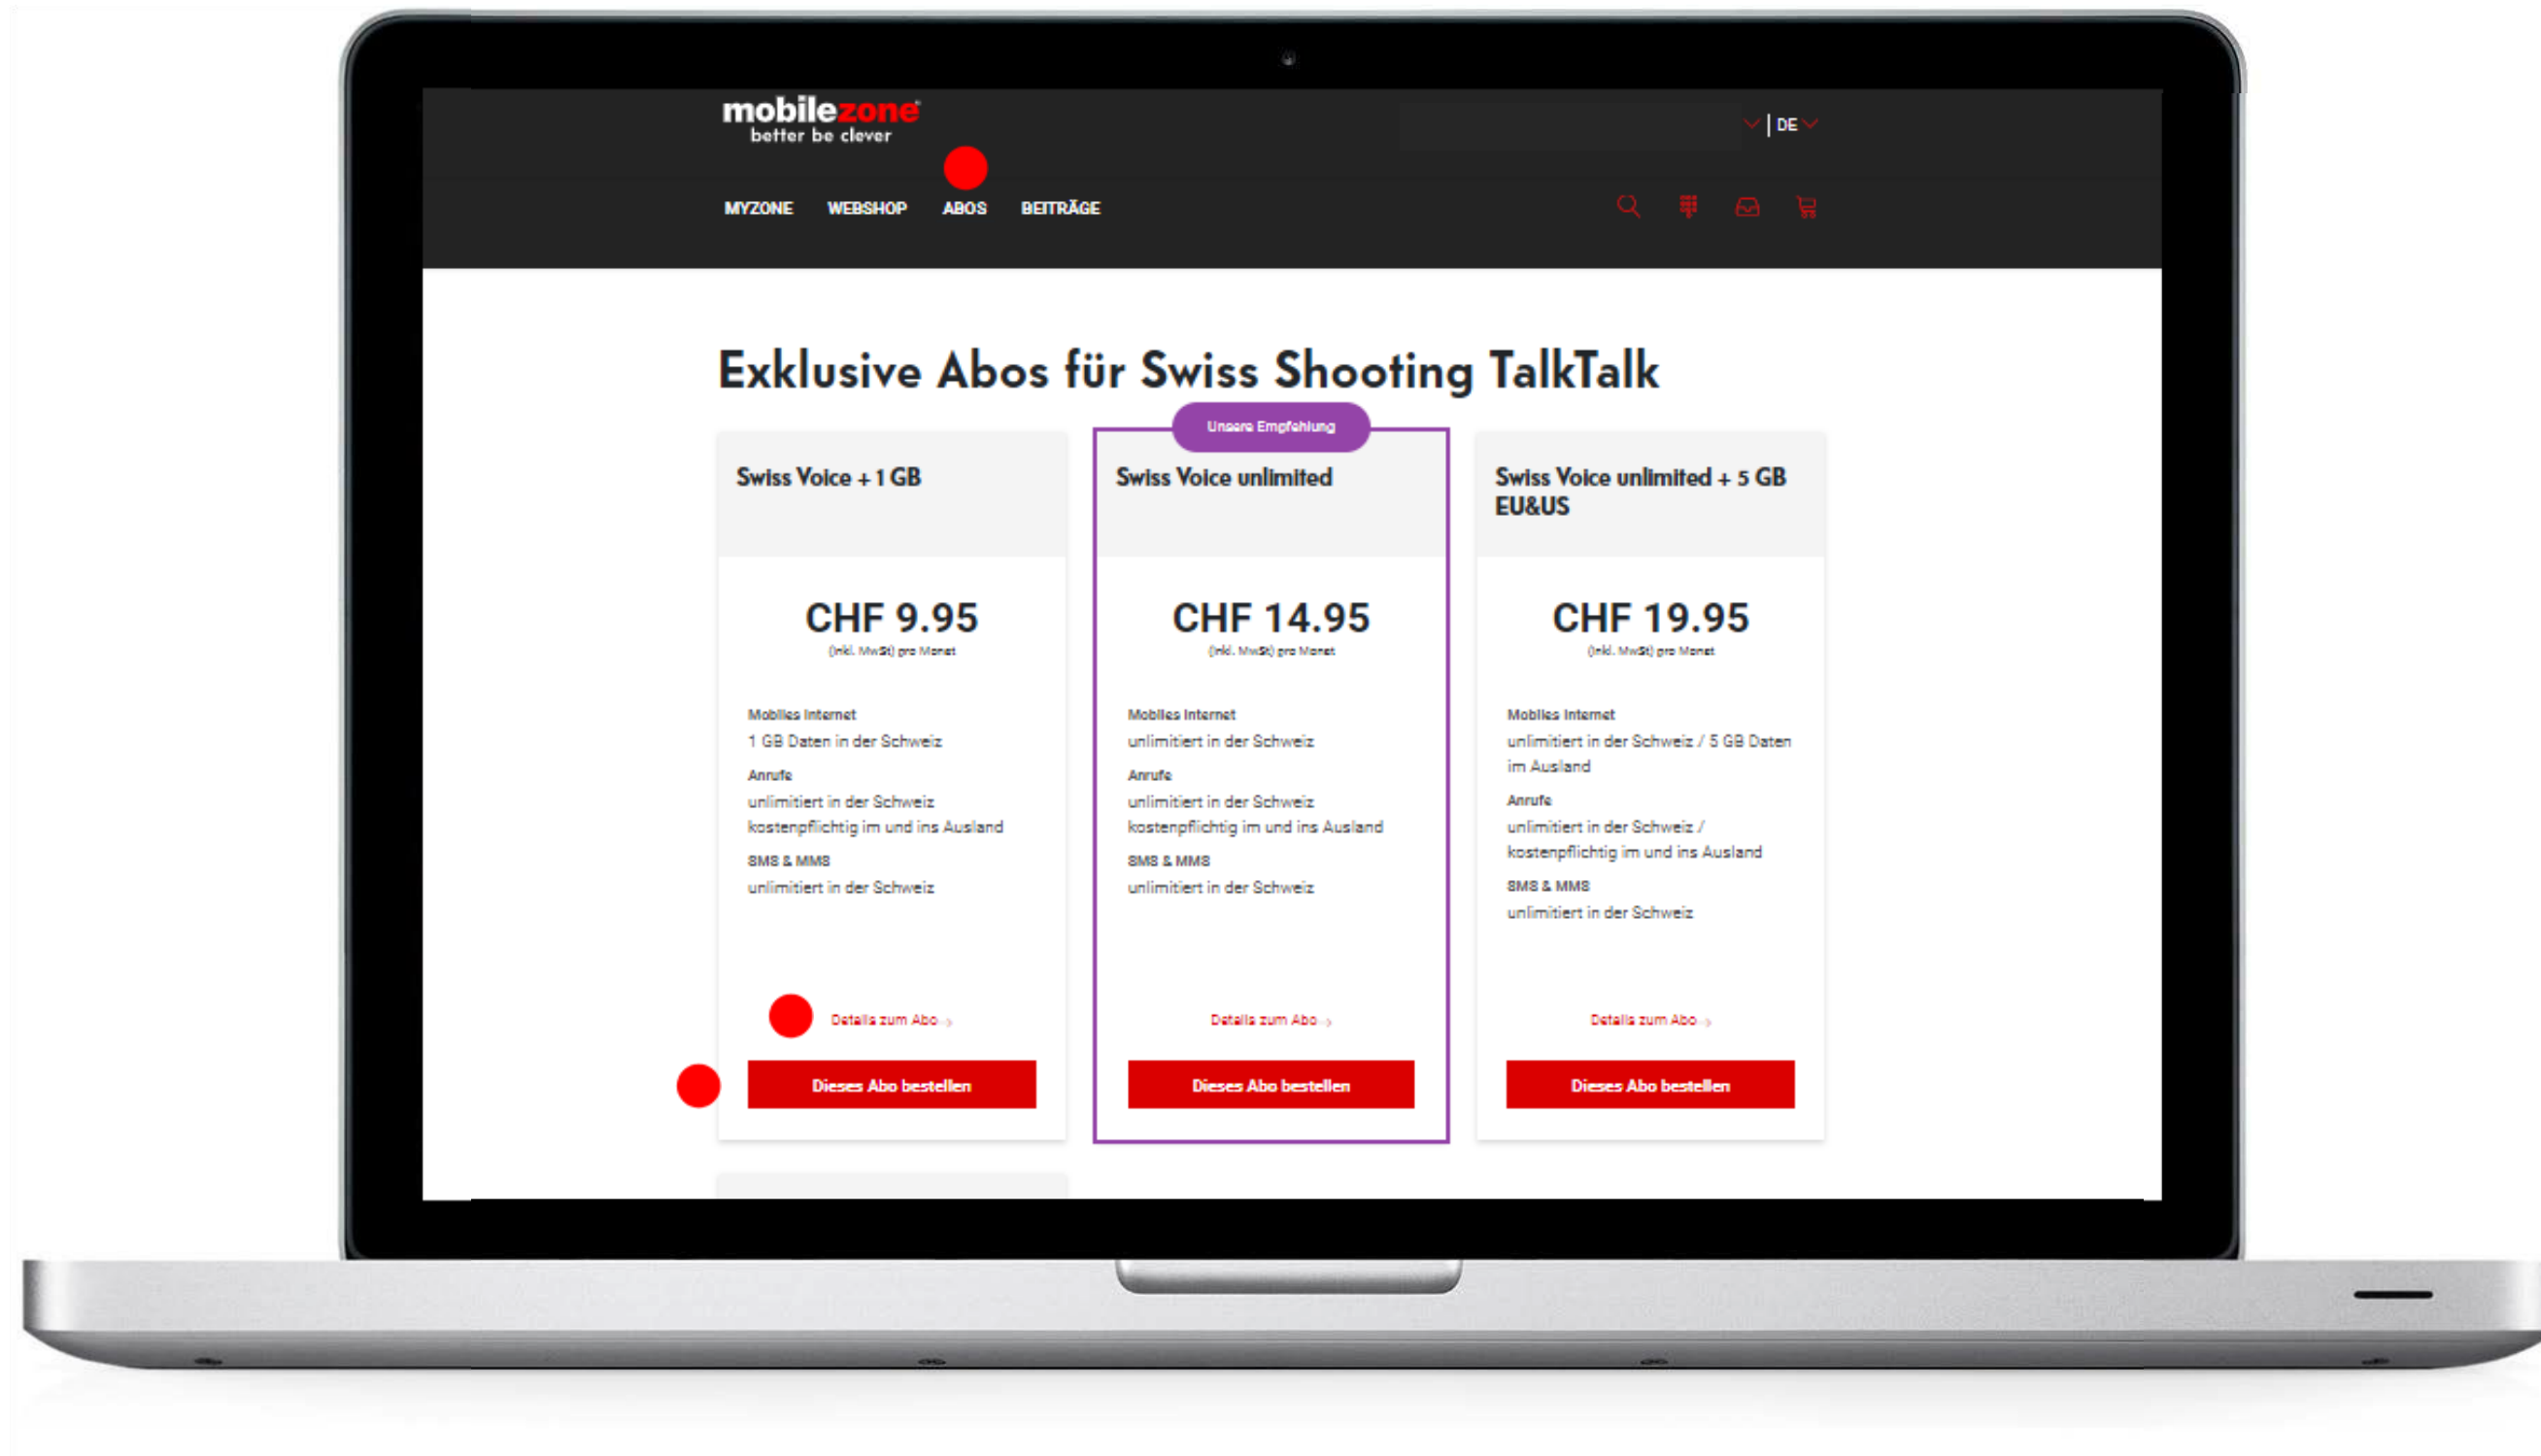 mobilezone
better be clever
DE
MYZONE WEBSHOP ABOS BEITRÄGE
Exklusive Abos für Swiss Shooting TalkTalk
Swiss Voice + 1 GB
CHF 9.95
(inkl. MwSt) pro Monat
Mobiles Internet
1 GB Daten in der Schweiz
Anrufe
unlimitiert in der Schweiz
kostenpflichtig im und ins Ausland
SMS & MMS
unlimitiert in der Schweiz
Details zum Abo
Dieses Abo bestellen
Unsere Empfehlung
Swiss Voice unlimited
CHF 14.95
(inkl. MwSt) pro Monat
Mobiles Internet
unlimitiert in der Schweiz
Anrufe
unlimitiert in der Schweiz
kostenpflichtig im und ins Ausland
SMS & MMS
unlimitiert in der Schweiz
Details zum Abo
Dieses Abo bestellen
Swiss Voice unlimited + 5 GB
EU&US
CHF 19.95
(inkl. MwSt) pro Monat
Mobiles Internet
unlimitiert in der Schweiz / 5 GB Daten
im Ausland
Anrufe
unlimitiert in der Schweiz /
kostenpflichtig im und ins Ausland
SMS & MMS
unlimitiert in der Schweiz
Details zum Abo
Dieses Abo bestellen